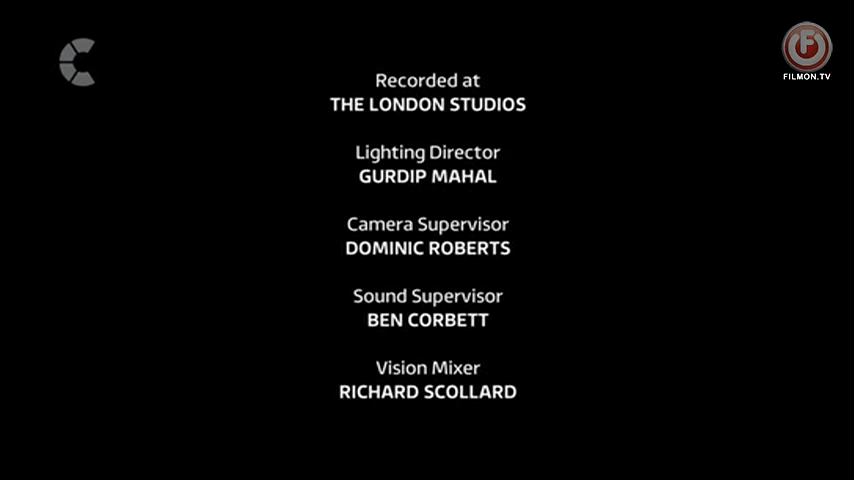 FILMON.TV
Recorded at
THE LONDON STUDIOS
Lighting Director
GURDIP MAHAL
Camera Supervisor
DOMINIC ROBERTS
Sound Supervisor
BEN CORBETT
Vision Mixer
RICHARD SCOLLARD